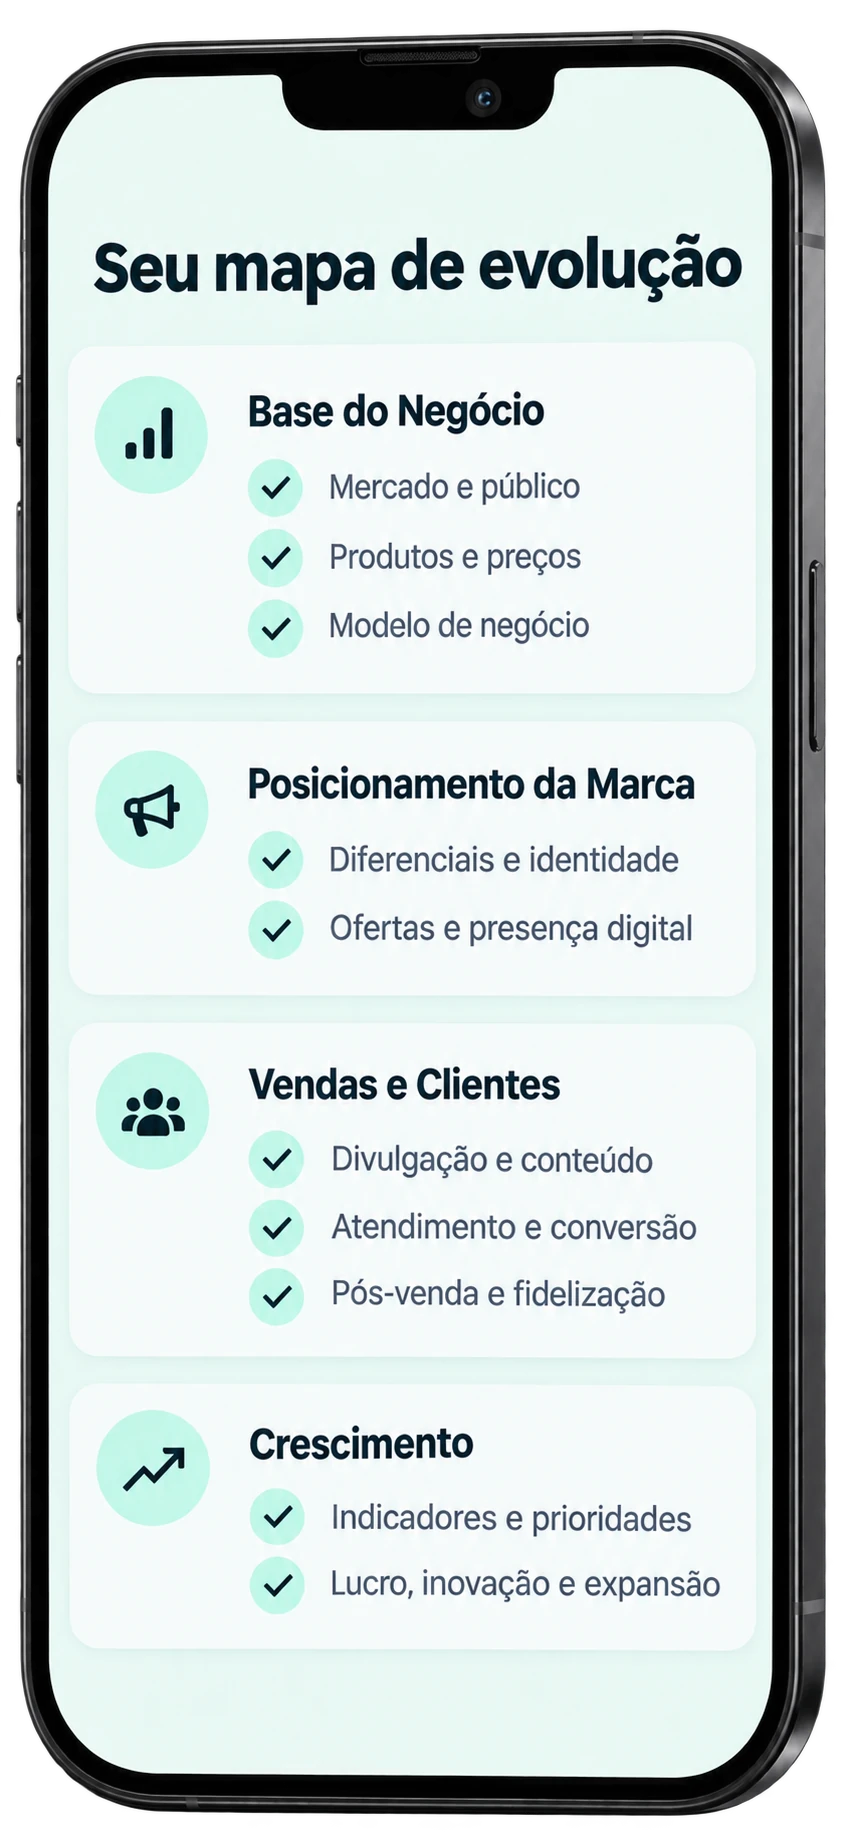 Seu mapa de evolução
Base do Negócio
Mercado e público
Produtos e preços
Modelo de negócio
Posicionamento da Marca
Diferenciais e identidade
Ofertas e presença digital
Vendas e Clientes
Divulgação e conteúdo
Atendimento e conversão
Pós-venda e fidelização
Crescimento
Indicadores e prioridades
Lucro, inovação e expansão